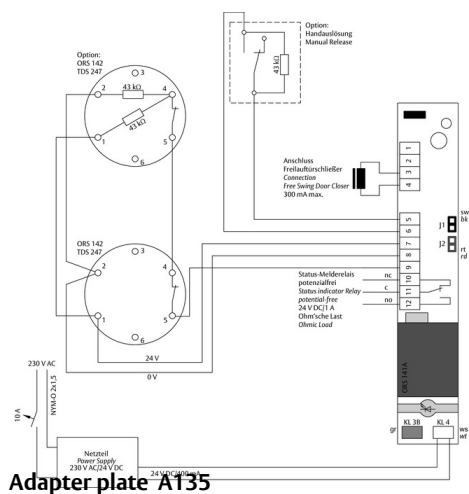 Option:
ORS 142
TDS 247
3
2
4
43 kΩ
43 kΩ
1
5
6
Option:
Handauslösung
Manual Release
43 kΩ
Anschluss
Freilauftürschließer
Connection
Free Swing Door Closer
300 mA max.
1
2
3
4
5
6
7
8
9
10
11
12
sw
bk
J1
J2
rt
rd
ORS 142
TDS 247
3
2
4
1
5
6
24 V
0 V
Status-Melderelais
potenzialfrei
Status indicator Relay
potential-free
24 V DC/1 A
Ohm'sche Last
Ohmic Load
nc
c
no
ORS 141A
gr
KL 3B
KL 4
ws
wt
230 V AC
NYM-O 2x1,5
10 A
Netzteil
Power Supply
230 V AC/24 V DC
24 V DC/400 mA
Adapter plate A135